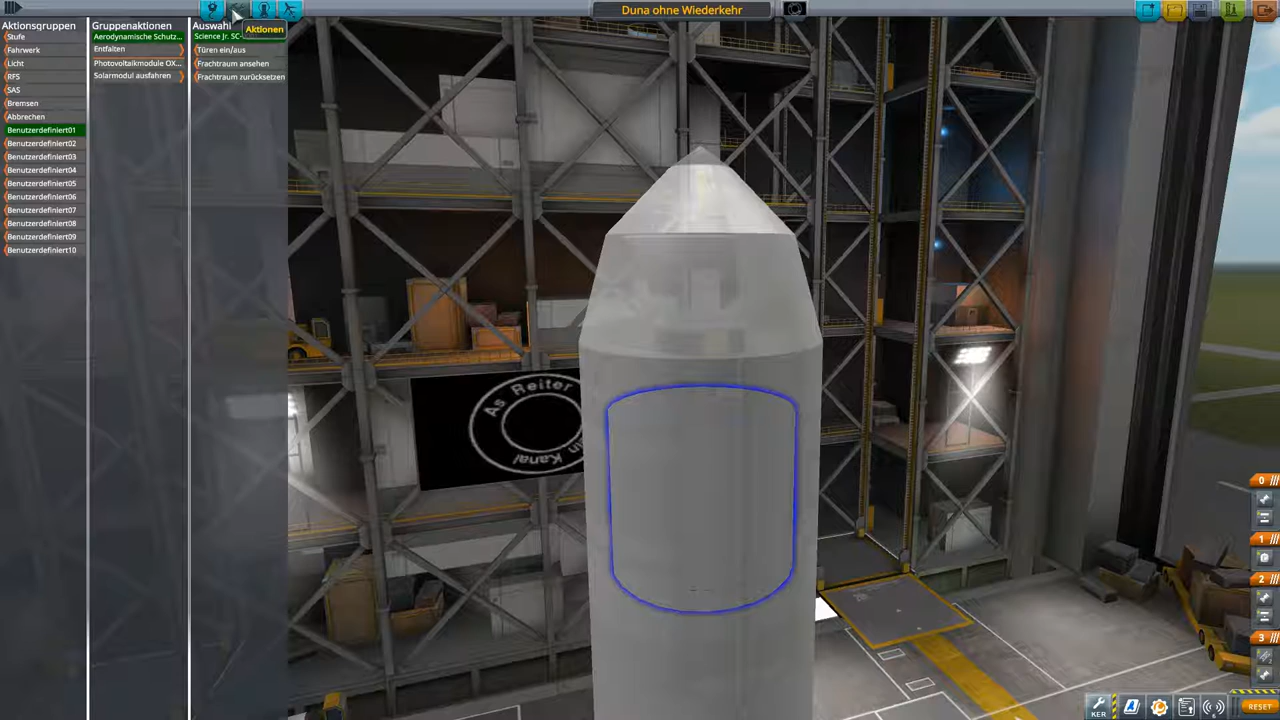 Duna ohne Wiederkehr
Aktionsgruppen
Stufe
Fahrwerk
Licht
RFS
SAS
Bremsen
Abbrechen
Benutzerdefiniert01
Benutzerdefiniert02
Benutzerdefiniert03
Benutzerdefiniert04
Benutzerdefiniert05
Benutzerdefiniert06
Benutzerdefiniert07
Benutzerdefiniert08
Benutzerdefiniert09
Benutzerdefiniert10
Gruppenaktionen
Aerodynamische Schutz...
Entfalten
Photovoltaikmodule OX...
Solarmodul ausfahren
Auswahl
Science Jr. SC-
Türen ein/aus
Frachtraum ansehen
Frachtraum zurücksetzen
Aktionen
As Reiter
in Kanal
0
1
2
3
KER
RESET